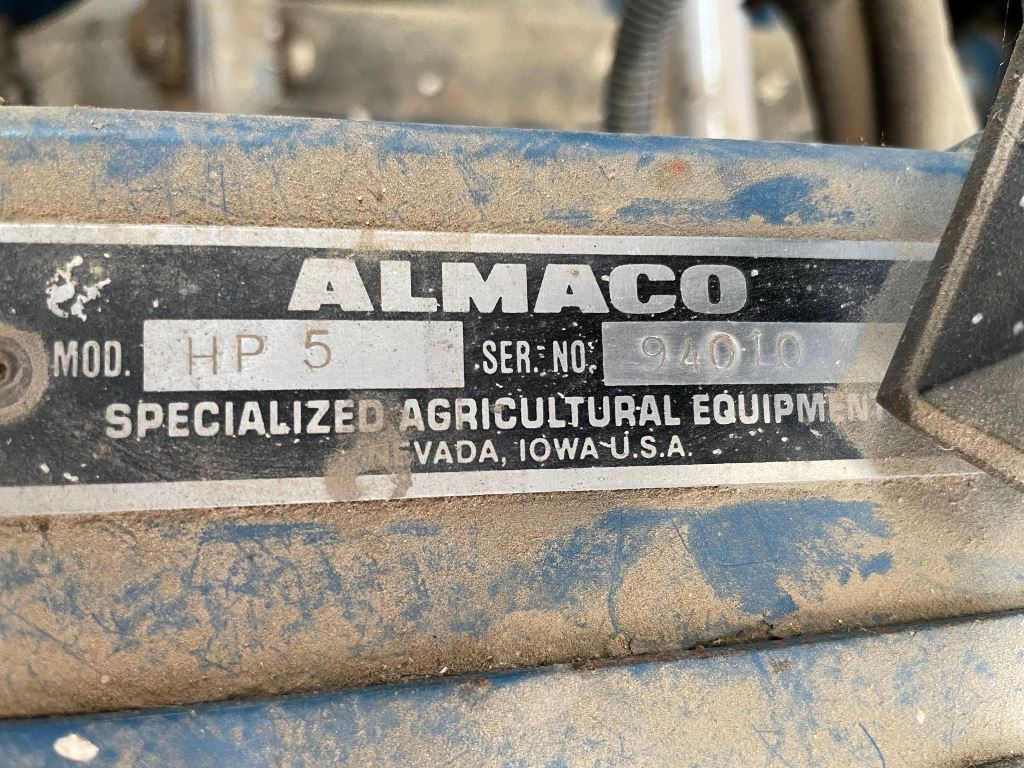 ALMACO
MOD. HP 5 SER. NO. 94010
SPECIALIZED AGRICULTURAL EQUIPMENT
NEVADA, IOWA U.S.A.